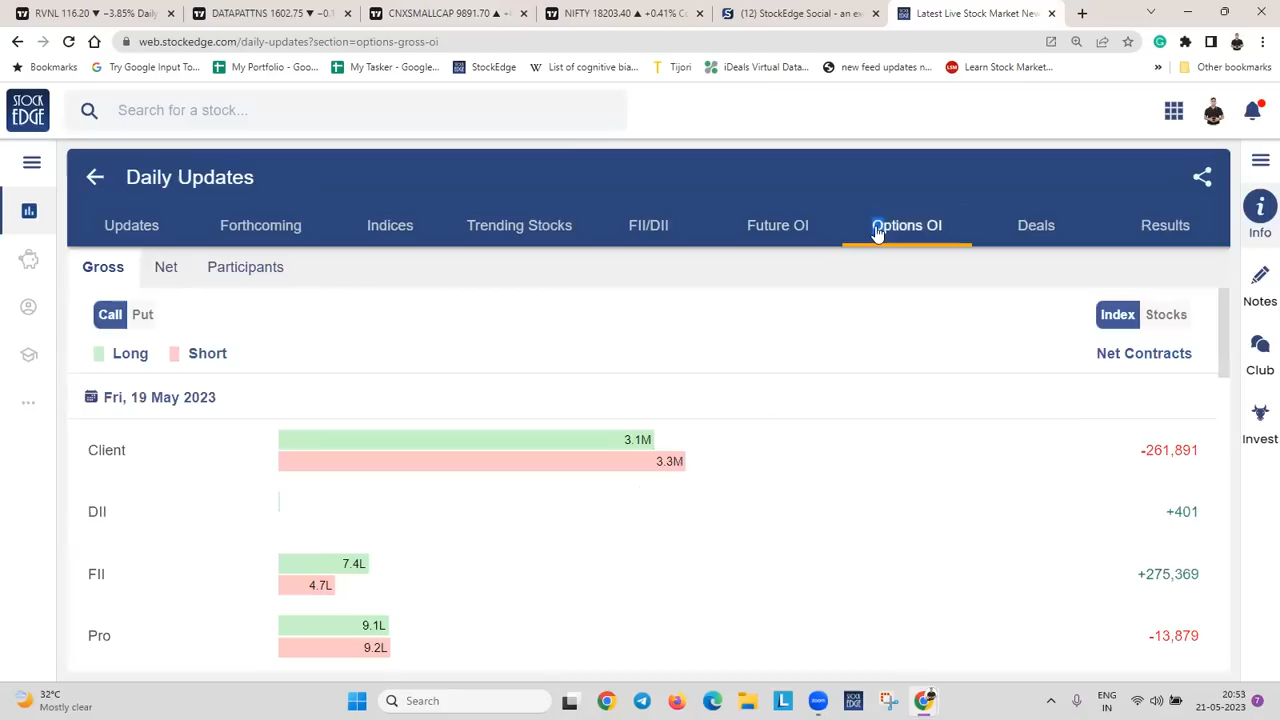 RVNL 116.20 ▼ -3.85% Daily
DATAPATTNS 1602.75 ▼ -0.
CNXSMALLCAP 9891.70 ▲ +
NIFTY 18203.40 ▲ +0.41% C
(12) StockEdge Social - an ex
Latest Live Stock Market Nev
web.stockedge.com/daily-updates?section=options-gross-oi
Bookmarks
Try Google Input To...
My Portfolio - Goo...
My Tasker - Google...
StockEdge
List of cognitive bia...
Tijori
iDeals Virtual Data...
new feed updates n...
Learn Stock Market...
»
Other bookmarks
STOCK
EDGE
Search for a stock...
Daily Updates
Updates
Forthcoming
Indices
Trending Stocks
FII/DII
Future OI
Options OI
Deals
Results
Info
Gross
Net
Participants
Notes
Call
Put
Index
Stocks
Long
Short
Net Contracts
Club
Fri, 19 May 2023
Invest
Client
3.1M
3.3M
-261,891
DII
+401
FII
7.4L
4.7L
+275,369
Pro
9.1L
9.2L
-13,879
32°C
Mostly clear
Search
ENG
IN
20:53
21-05-2023
7